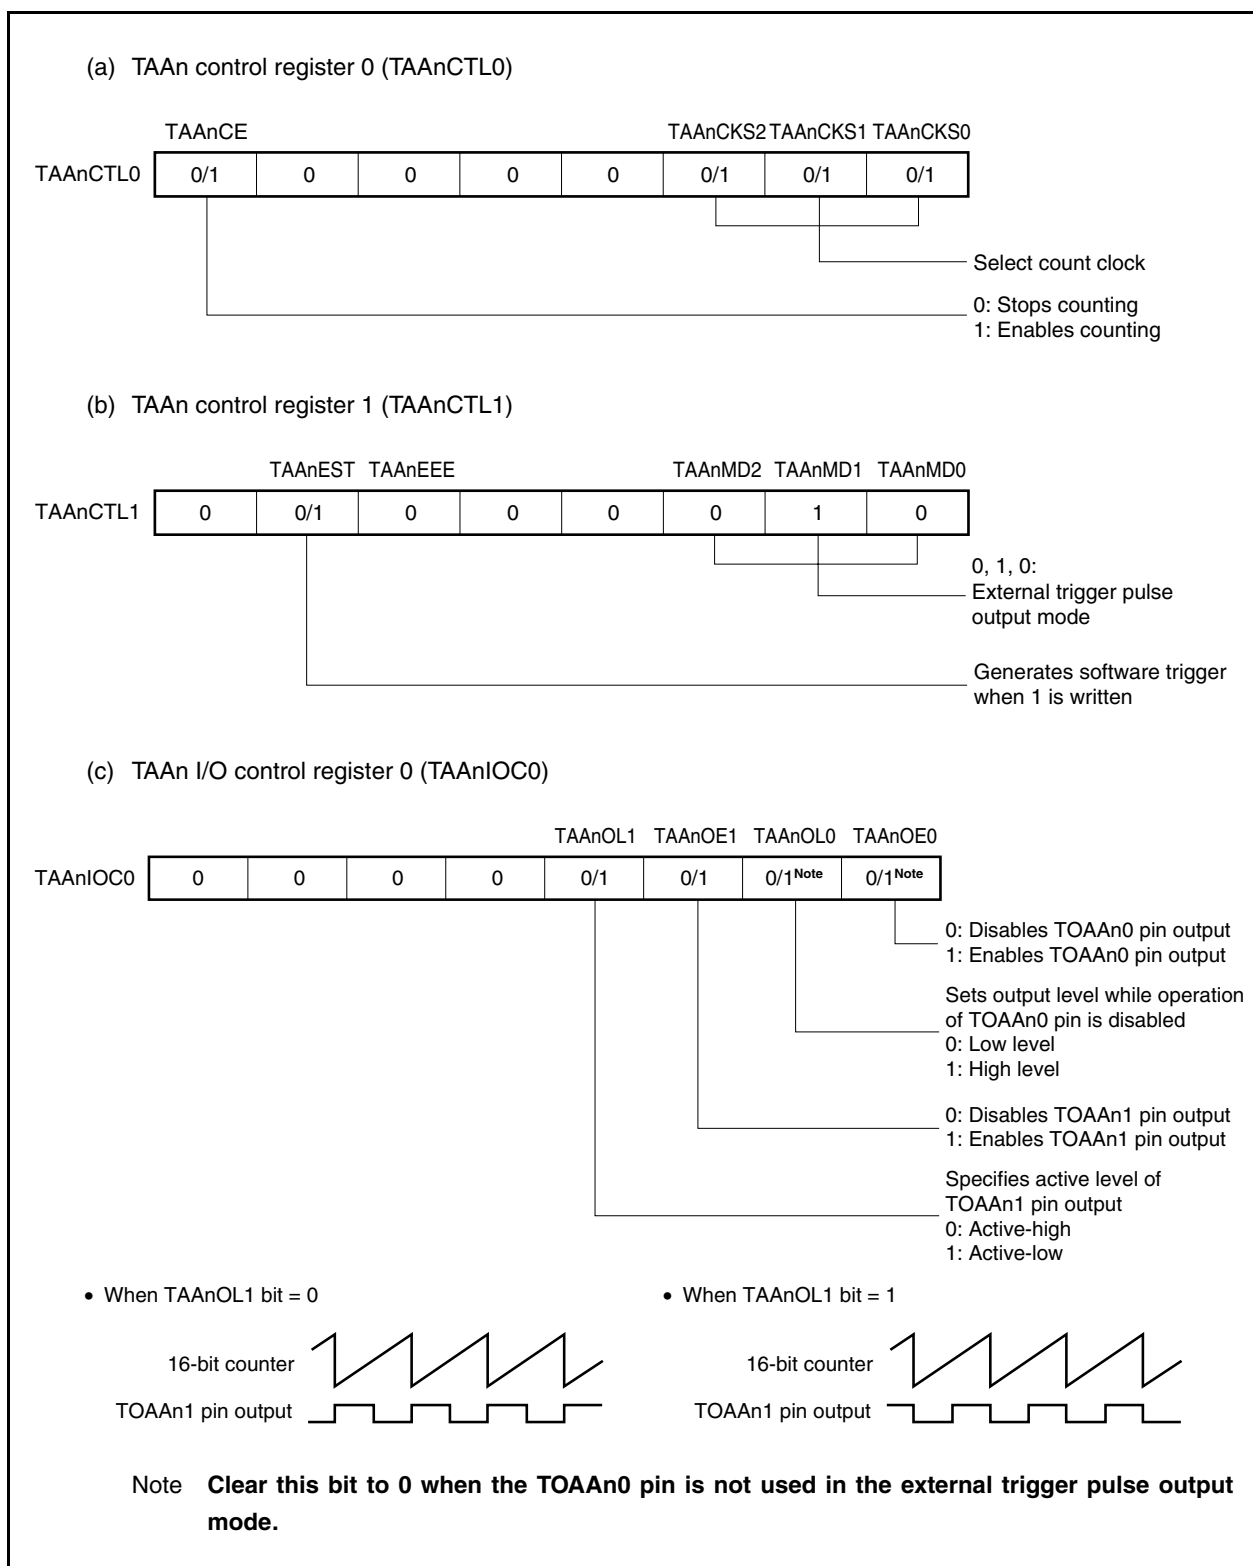 (a) TAAn control register 0 (TAAnCTL0)
TAAnCE TAAnCKS2 TAAnCKS1 TAAnCKS0
TAAnCTL0 0/1 0 0 0 0 0/1 0/1 0/1
Select count clock
0: Stops counting
1: Enables counting
(b) TAAn control register 1 (TAAnCTL1)
TAAnEST TAAnEEE TAAnMD2 TAAnMD1 TAAnMD0
TAAnCTL1 0 0/1 0 0 0 0 1 0
0, 1, 0:
External trigger pulse
output mode
Generates software trigger
when 1 is written
(c) TAAn I/O control register 0 (TAAnIOC0)
TAAnOL1 TAAnOE1 TAAnOL0 TAAnOE0
TAAnIOC0 0 0 0 0 0/1 0/1 0/1Note 0/1Note
0: Disables TOAAn0 pin output
1: Enables TOAAn0 pin output
Sets output level while operation
of TOAAn0 pin is disabled
0: Low level
1: High level
0: Disables TOAAn1 pin output
1: Enables TOAAn1 pin output
Specifies active level of
TOAAn1 pin output
0: Active-high
1: Active-low
• When TAAnOL1 bit = 0 • When TAAnOL1 bit = 1
16-bit counter 16-bit counter
TOAAn1 pin output TOAAn1 pin output
Note Clear this bit to 0 when the TOAAn0 pin is not used in the external trigger pulse output
mode.